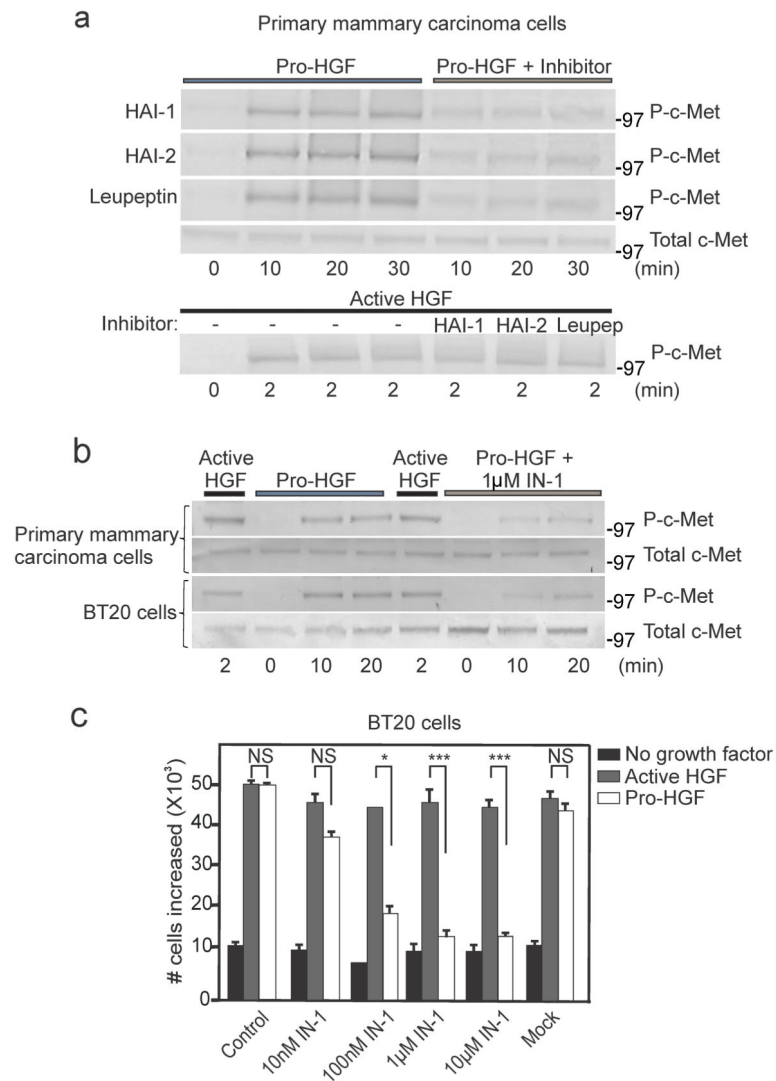 a
Primary mammary carcinoma cells
Pro-HGF Pro-HGF + Inhibitor
HAI-1 -97 P-c-Met
HAI-2 -97 P-c-Met
Leupeptin -97 P-c-Met
-97 Total c-Met
0 10 20 30 10 20 30 (min)
Active HGF
Inhibitor: - - - - HAI-1 HAI-2 Leupep
-97 P-c-Met
0 2 2 2 2 2 2 (min)
b
Active HGF Pro-HGF Active HGF Pro-HGF + 1µM IN-1
Primary mammary carcinoma cells
-97 P-c-Met
-97 Total c-Met
BT20 cells
-97 P-c-Met
-97 Total c-Met
2 0 10 20 2 0 10 20 (min)
c
BT20 cells
No growth factor
Active HGF
Pro-HGF
NS NS * *** *** NS
# cells increased (X10³)
50
40
30
20
10
0
Control 10nM IN-1 100nM IN-1 1µM IN-1 10µM IN-1 Mock